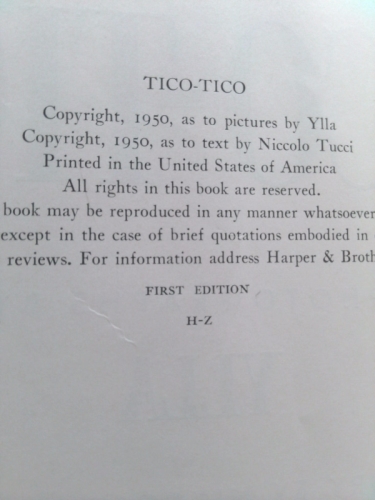 TICO-TICO
Copyright, 1950, as to pictures by Ylla
Copyright, 1950, as to text by Niccolo Tucci
Printed in the United States of America
All rights in this book are reserved.
book may be reproduced in any manner whatsoever
except in the case of brief quotations embodied in
reviews. For information address Harper & Broth
FIRST EDITION
H-Z